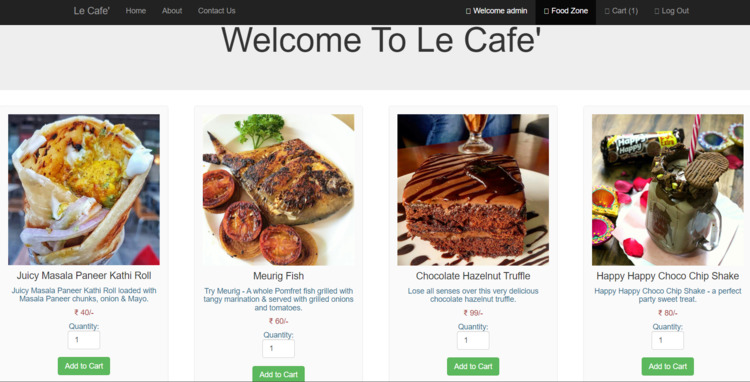 Le Cafe' Home About Contact Us Welcome admin Food Zone Cart (1) Log Out
Welcome To Le Cafe'
Juicy Masala Paneer Kathi Roll
Juicy Masala Paneer Kathi Roll loaded with
Masala Paneer chunks, onion & Mayo.
₹ 40/-
Quantity:
1
Add to Cart
Meurig Fish
Try Meurig - A whole Pomfret fish grilled with
tangy marination & served with grilled onions
and tomatoes.
₹ 60/-
Quantity:
1
Add to Cart
Chocolate Hazelnut Truffle
Lose all senses over this very delicious
chocolate hazelnut truffle.
₹ 99/-
Quantity:
1
Add to Cart
Happy Happy
Happy Happy Choco Chip Shake
Happy Happy Choco Chip Shake - a perfect
party sweet treat.
₹ 80/-
Quantity:
1
Add to Cart